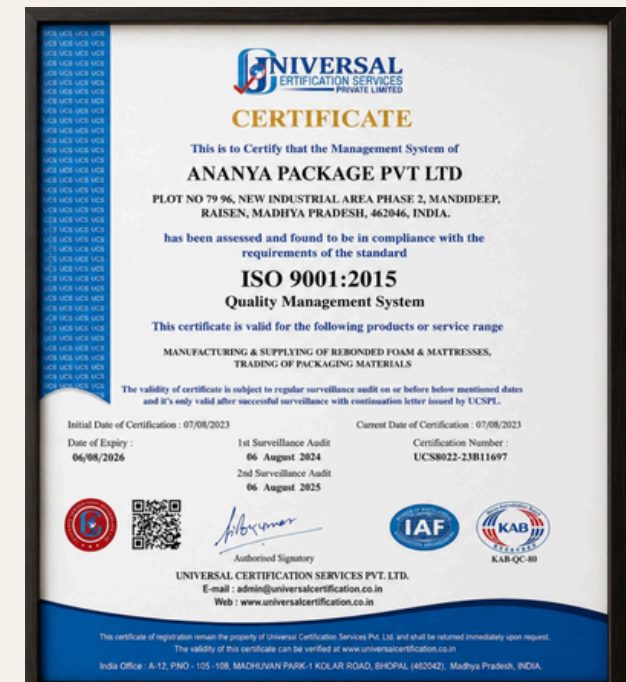 UNIVERSAL
CERTIFICATION SERVICES
PRIVATE LIMITED
CERTIFICATE
This is to Certify that the Management System of
ANANYA PACKAGE PVT LTD
PLOT NO 79 96, NEW INDUSTRIAL AREA PHASE 2, MANDIDEEP,
RAISEN, MADHYA PRADESH, 462046, INDIA.
has been assessed and found to be in compliance with the
requirements of the standard
ISO 9001:2015
Quality Management System
This certificate is valid for the following products or service range
MANUFACTURING & SUPPLYING OF REBONDED FOAM & MATTRESSES,
TRADING OF PACKAGING MATERIALS
The validity of certificate is subject to regular surveillance audit on or before below mentioned dates
and it's only valid after successful surveillance with continuation letter issued by UCSPL.
Initial Date of Certification : 07/08/2023
Current Date of Certification : 07/08/2023
Date of Expiry :
06/08/2026
1st Surveillance Audit
06 August 2024
2nd Surveillance Audit
06 August 2025
Certification Number :
UCS8022-23B11697
IAF
KAB
KAB-QC-80
Authorised Signatory
UNIVERSAL CERTIFICATION SERVICES PVT. LTD.
E-mail : admin@universalcertification.co.in
Web : www.universalcertification.co.in
This certificate of registration remain the property of Universal Certification Services Pvt. Ltd. and shall be returned immediately upon request.
The validity of this certificate can be verified at www.universalcertification.co.in
India Office : A-12, P.NO - 105 -108, MADHUVAN PARK-1 KOLAR ROAD, BHOPAL (462042), Madhya Pradesh, INDIA.